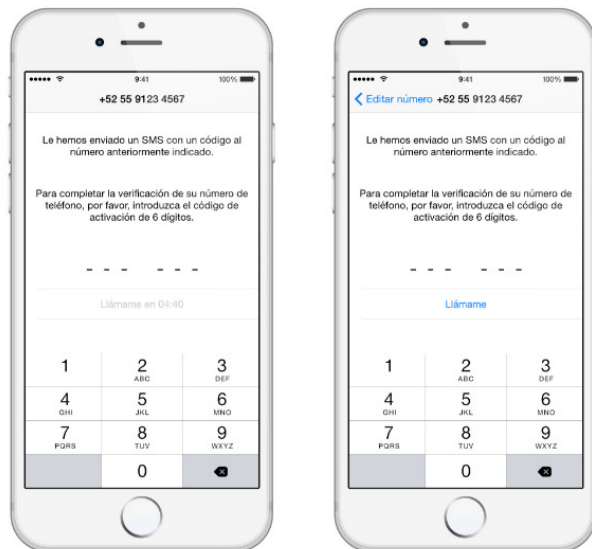 9:41
100%
+52 55 9123 4567
Le hemos enviado un SMS con un código al
número anteriormente indicado.
Para completar la verificación de su número de
teléfono, por favor, introduzca el código de
activación de 6 dígitos.
- - - - - -
Llámame en 04:40
1
2
3
ABC
DEF
4
5
6
GHI
JKL
MNO
7
8
9
PQRS
TUV
WXYZ
0
9:41
100%
Editar número +52 55 9123 4567
Le hemos enviado un SMS con un código al
número anteriormente indicado.
Para completar la verificación de su número de
teléfono, por favor, introduzca el código de
activación de 6 dígitos.
- - - - - -
Llámame
1
2
3
ABC
DEF
4
5
6
GHI
JKL
MNO
7
8
9
PQRS
TUV
WXYZ
0